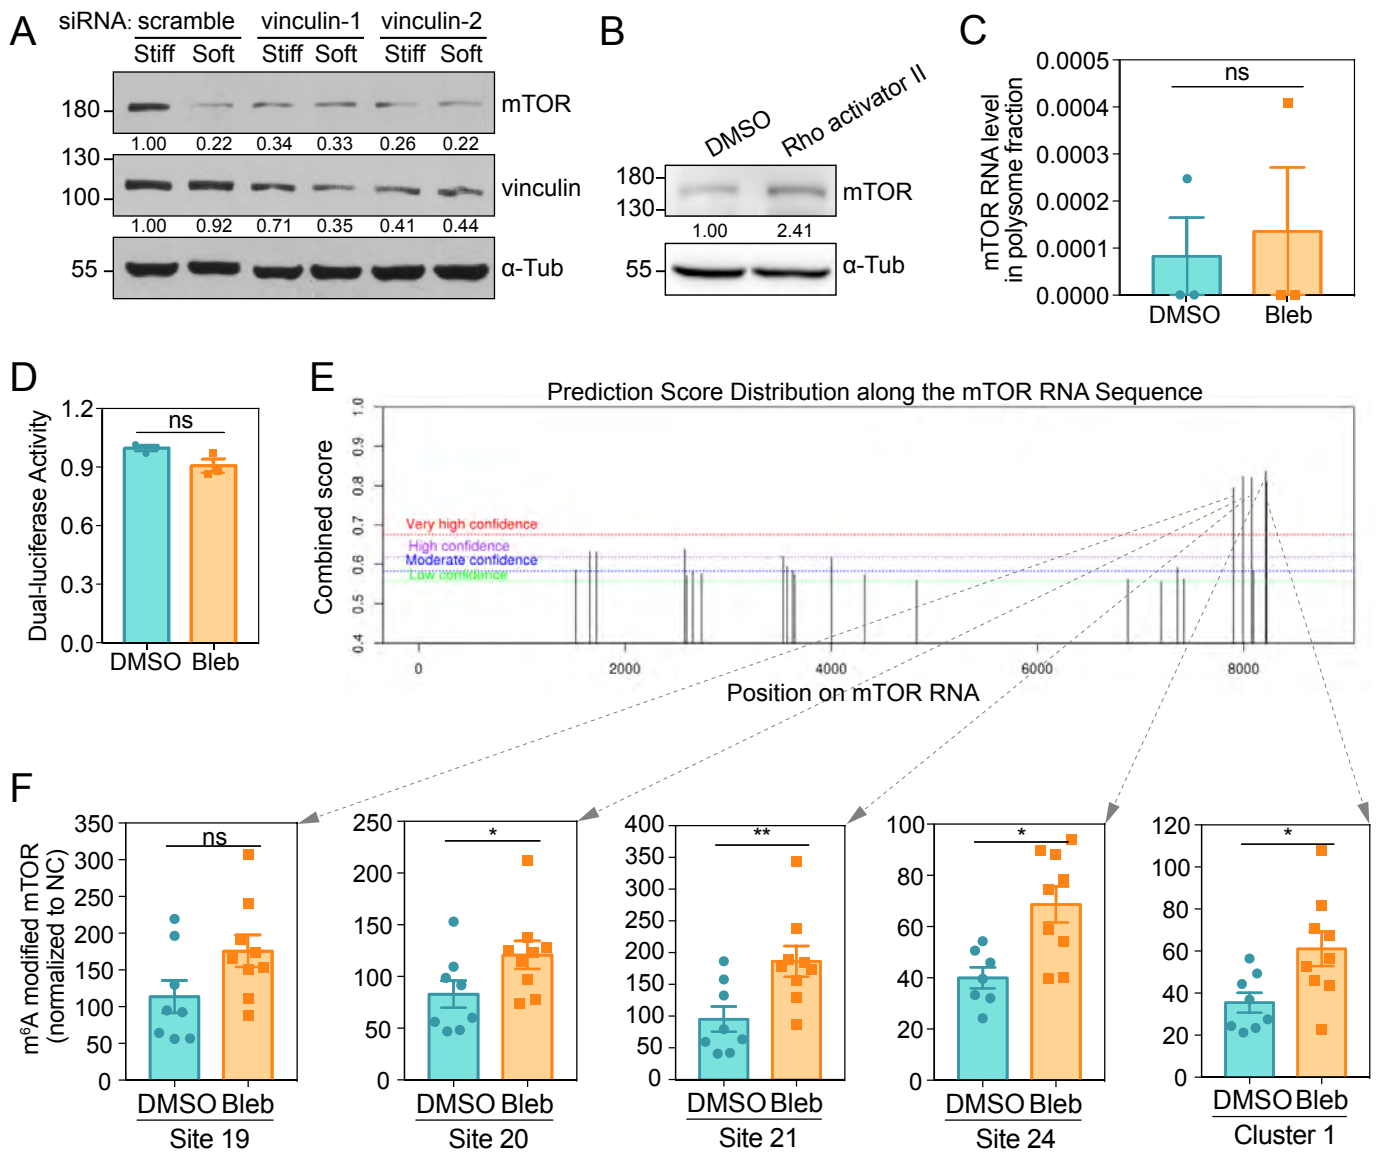 A
siRNA: scramble vinculin-1 vinculin-2
Stiff Soft Stiff Soft Stiff Soft
180 mTOR
1.00 0.22 0.34 0.33 0.26 0.22
130
100 vinculin
1.00 0.92 0.71 0.35 0.41 0.44
55 α-Tub
B
DMSO Rho activator II
180 mTOR
130
1.00 2.41
55 α-Tub
C
mTOR RNA level
in polysome fraction
0.0005
0.0004
0.0003
0.0002
0.0001
0.0000
ns
DMSO Bleb
D
Dual-luciferase Activity
1.2
0.9
0.6
0.3
0.0
ns
DMSO Bleb
E
Prediction Score Distribution along the mTOR RNA Sequence
Combined score
1.0
0.9
0.8
0.7
0.6
0.5
0.4
Very high confidence
High confidence
Moderate confidence
Low confidence
0 2000 4000 6000 8000
Position on mTOR RNA
F
m⁶A modified mTOR
(normalized to NC)
350
300
250
200
150
100
50
0
ns
DMSO Bleb
Site 19
250
200
150
100
50
0
*
DMSO Bleb
Site 20
400
350
300
250
200
150
100
50
0
**
DMSO Bleb
Site 21
100
80
60
40
20
0
*
DMSO Bleb
Site 24
120
100
80
60
40
20
0
*
DMSO Bleb
Cluster 1